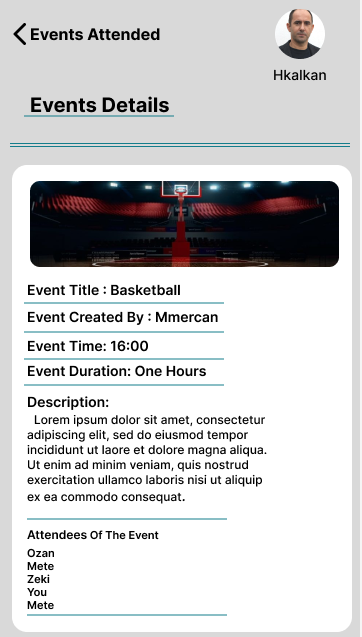 Events Attended
Hkalkan
Events Details
Event Title : Basketball
Event Created By : Mmercan
Event Time: 16:00
Event Duration: One Hours
Description:
Lorem ipsum dolor sit amet, consectetur
adipiscing elit, sed do eiusmod tempor
incididunt ut laore et dolore magna aliqua.
Ut enim ad minim veniam, quis nostrud
exercitation ullamco laboris nisi ut aliquip
ex ea commodo consequat.
Attendees Of The Event
Ozan
Mete
Zeki
You
Mete